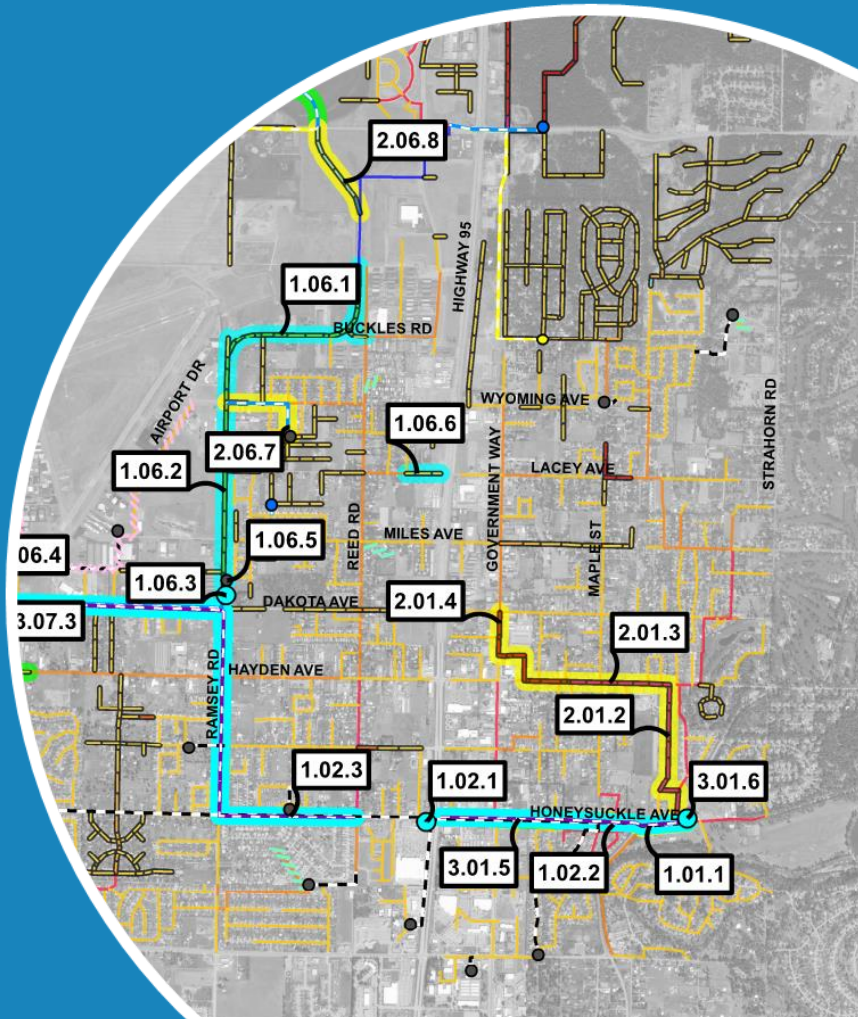 2.06.8
HIGHWAY 95
1.06.1
BUCKLES RD
AIRPORT DR
WYOMING AVE
STRAHORN RD
1.06.6
2.06.7
1.06.2
LACEY AVE
GOVERNMENT WAY
REED RD
MILES AVE
MAPLE ST
1.06.5
06.4
1.06.3
DAKOTA AVE
2.01.4
3.07.3
2.01.3
HAYDEN AVE
RAMSEY RD
2.01.2
1.02.3
1.02.1
3.01.6
HONEYSUCKLE AVE
3.01.5
1.02.2
1.01.1